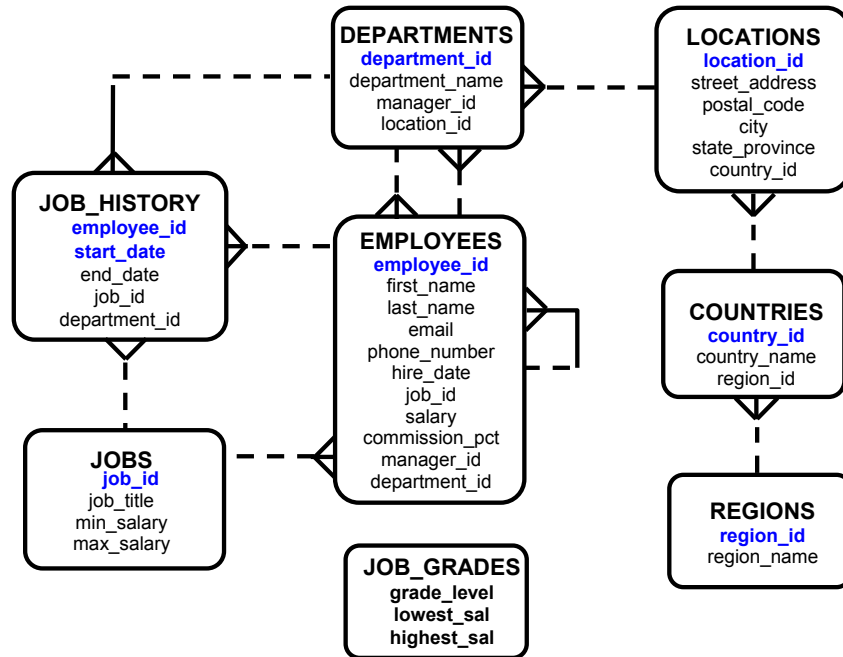 DEPARTMENTS
department_id
department_name
manager_id
location_id
LOCATIONS
location_id
street_address
postal_code
city
state_province
country_id
JOB_HISTORY
employee_id
start_date
end_date
job_id
department_id
EMPLOYEES
employee_id
first_name
last_name
email
phone_number
hire_date
job_id
salary
commission_pct
manager_id
department_id
COUNTRIES
country_id
country_name
region_id
JOBS
job_id
job_title
min_salary
max_salary
REGIONS
region_id
region_name
JOB_GRADES
grade_level
lowest_sal
highest_sal